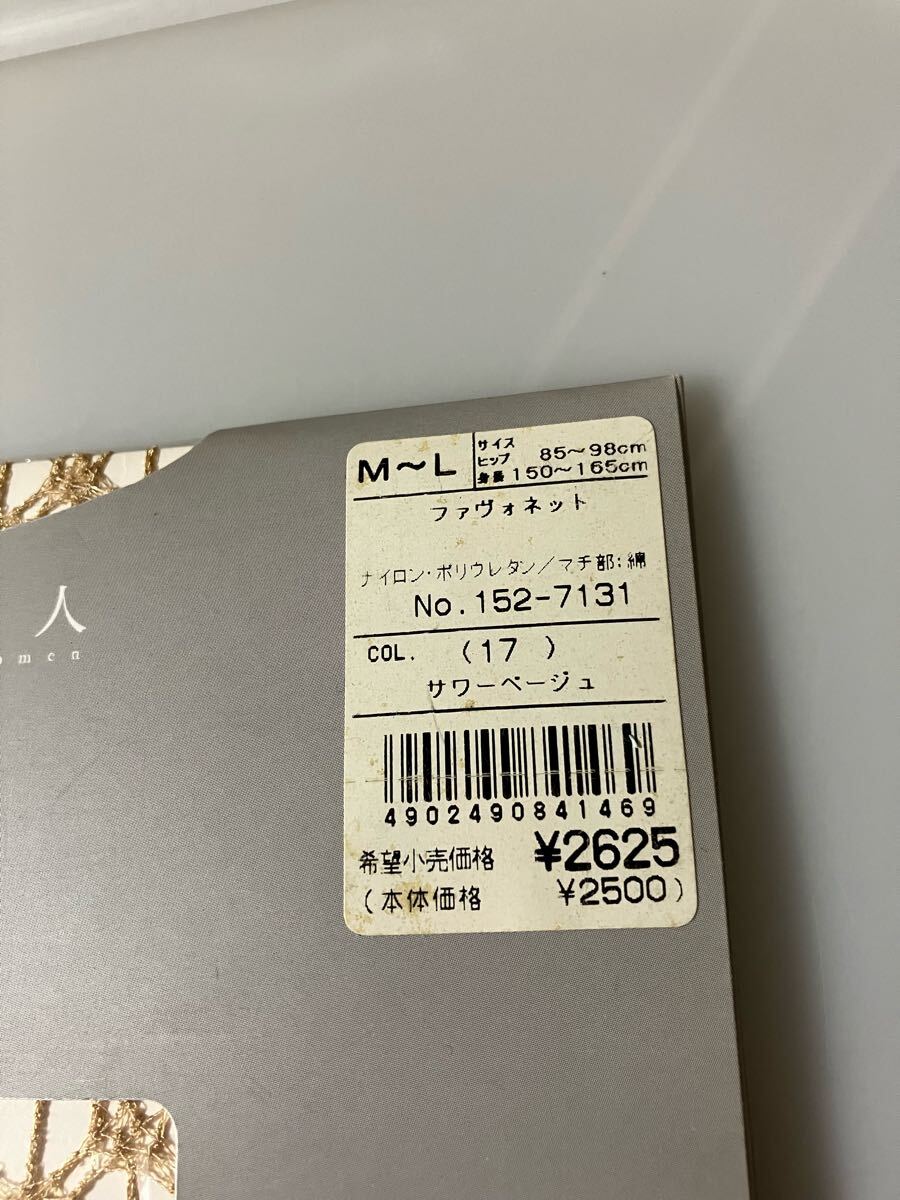 M～L
サイズ
ヒップ 85～98cm
身長 150～165cm
ファヴォネット
ナイロン・ポリウレタン／マチ部:綿
No.152-7131
COL. (17 )
サワーベージュ
4902490841469
希望小売価格 ¥2625
(本体価格 ¥2500)
人
omen